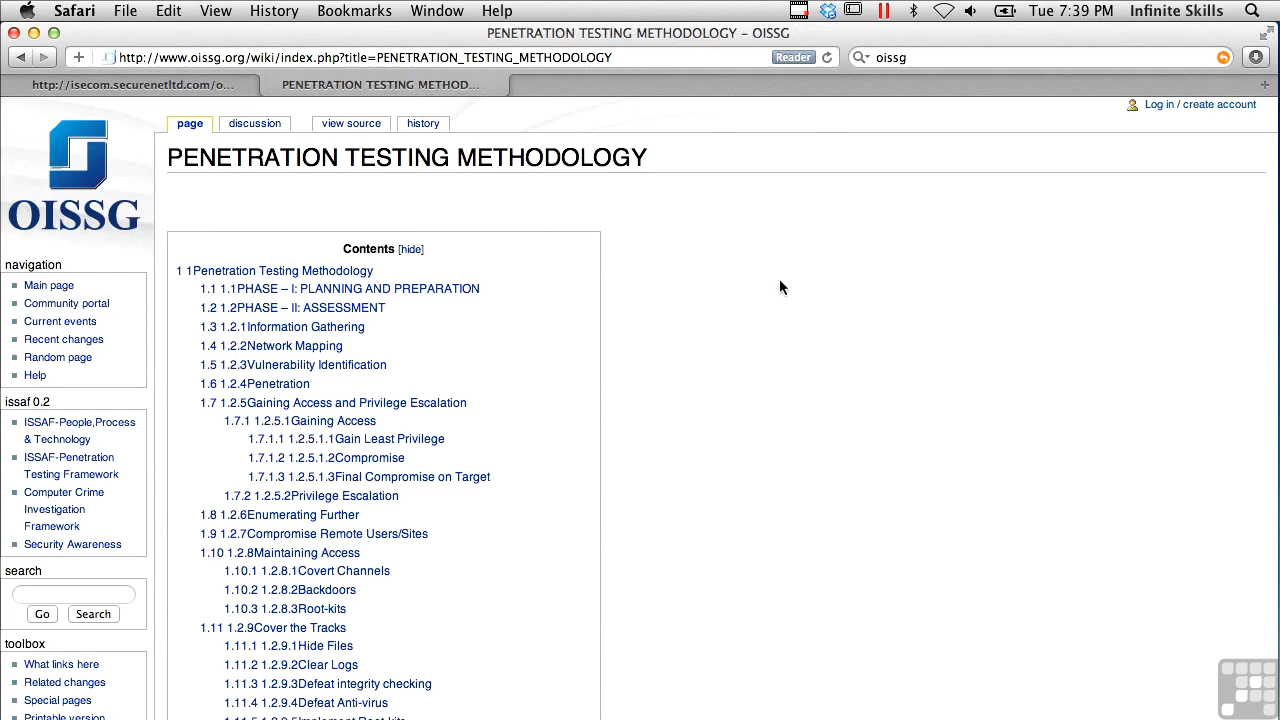 Safari File Edit View History Bookmarks Window Help Tue 7:39 PM Infinite Skills
PENETRATION TESTING METHODOLOGY – OISSG
http://www.oissg.org/wiki/index.php?title=PENETRATION_TESTING_METHODOLOGY Reader oissg
http://isecom.securenetltd.com/o... PENETRATION TESTING METHOD...
Log in / create account
page discussion view source history
PENETRATION TESTING METHODOLOGY
OISSG
navigation
Main page
Community portal
Current events
Recent changes
Random page
Help
issaf 0.2
ISSAF-People,Process
& Technology
ISSAF-Penetration
Testing Framework
Computer Crime
Investigation
Framework
Security Awareness
search
Go Search
toolbox
What links here
Related changes
Special pages
Printable version
Contents [hide]
1 1Penetration Testing Methodology
1.1 1.1PHASE – I: PLANNING AND PREPARATION
1.2 1.2PHASE – II: ASSESSMENT
1.3 1.2.1Information Gathering
1.4 1.2.2Network Mapping
1.5 1.2.3Vulnerability Identification
1.6 1.2.4Penetration
1.7 1.2.5Gaining Access and Privilege Escalation
1.7.1 1.2.5.1Gaining Access
1.7.1.1 1.2.5.1.1Gain Least Privilege
1.7.1.2 1.2.5.1.2Compromise
1.7.1.3 1.2.5.1.3Final Compromise on Target
1.7.2 1.2.5.2Privilege Escalation
1.8 1.2.6Enumerating Further
1.9 1.2.7Compromise Remote Users/Sites
1.10 1.2.8Maintaining Access
1.10.1 1.2.8.1Covert Channels
1.10.2 1.2.8.2Backdoors
1.10.3 1.2.8.3Root-kits
1.11 1.2.9Cover the Tracks
1.11.1 1.2.9.1Hide Files
1.11.2 1.2.9.2Clear Logs
1.11.3 1.2.9.3Defeat integrity checking
1.11.4 1.2.9.4Defeat Anti-virus
1.11.5 1.2.9.5Implement Root-kits